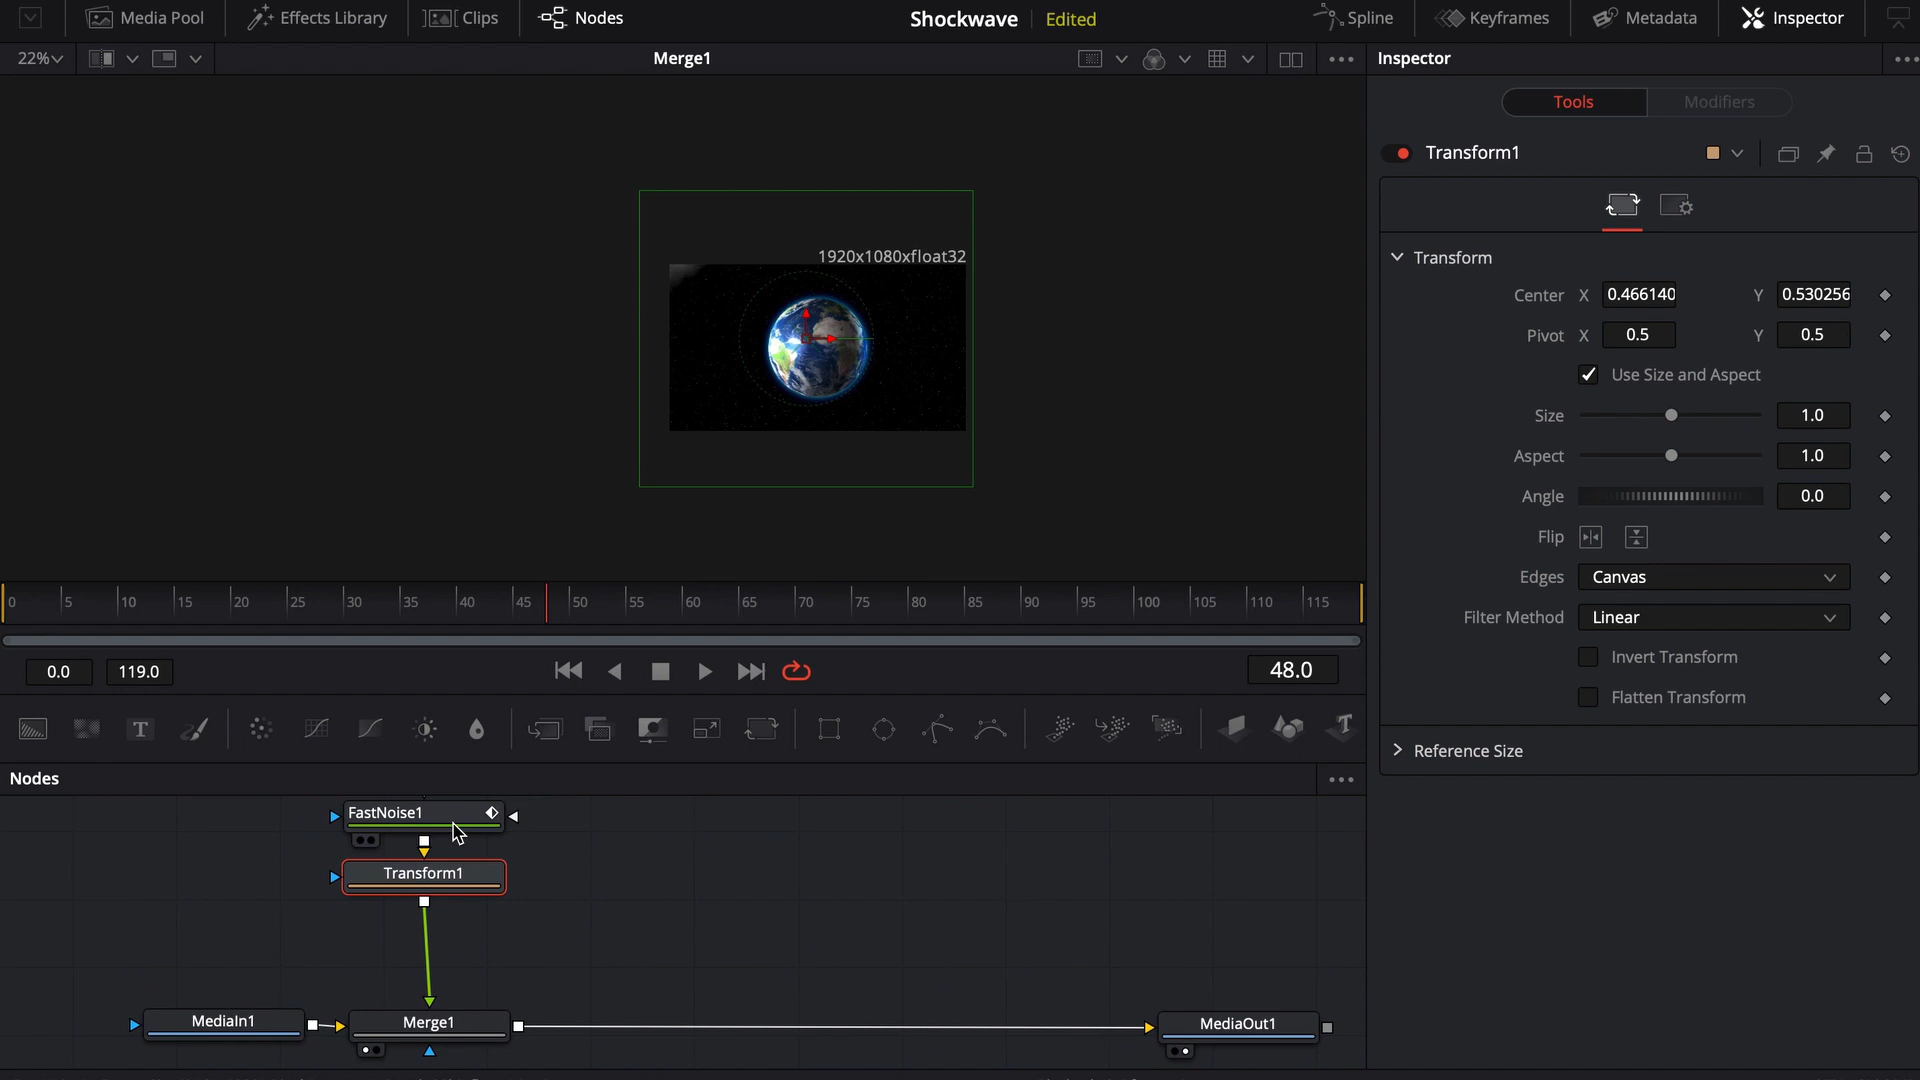 Media Pool
Effects Library
Clips
Nodes
Shockwave
Edited
Spline
Keyframes
Metadata
Inspector
22%
Merge1
Inspector
Tools
Modifiers
Transform1
1920x1080xfloat32
Transform
Center X 0.466140 Y 0.530256
Pivot X 0.5 Y 0.5
Use Size and Aspect
Size 1.0
Aspect 1.0
Angle 0.0
Flip
Edges Canvas
Filter Method Linear
Invert Transform
Flatten Transform
Reference Size
0 5 10 15 20 25 30 35 40 45 50 55 60 65 70 75 80 85 90 95 100 105 110 115
0.0 119.0 48.0
Nodes
FastNoise1
Transform1
MediaIn1
Merge1
MediaOut1